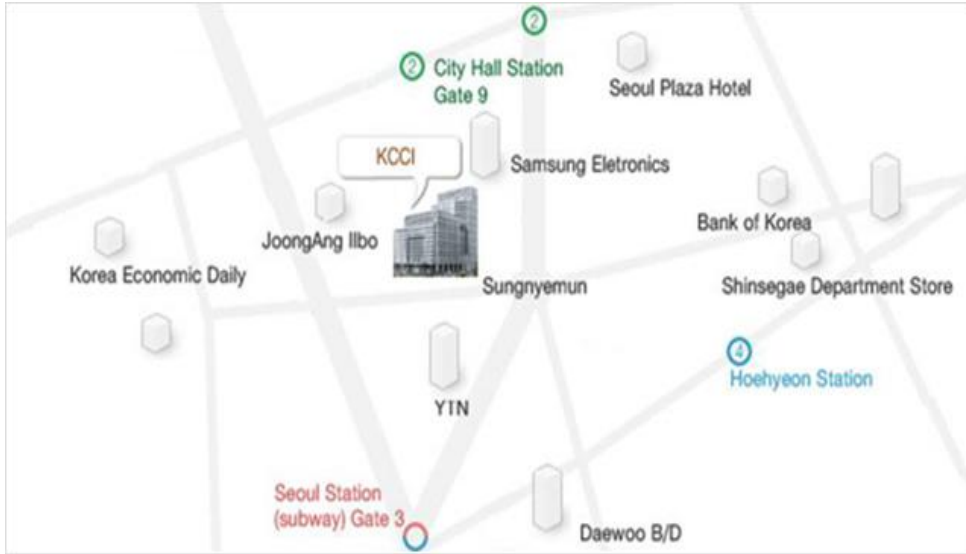 2
2
City Hall Station
Gate 9
Seoul Plaza Hotel
KCCI
Samsung Eletronics
JoongAng Ilbo
Bank of Korea
Korea Economic Daily
Sungnyemun
Shinsegae Department Store
4
Hoehyeon Station
YTN
Seoul Station
(subway) Gate 3
Daewoo B/D